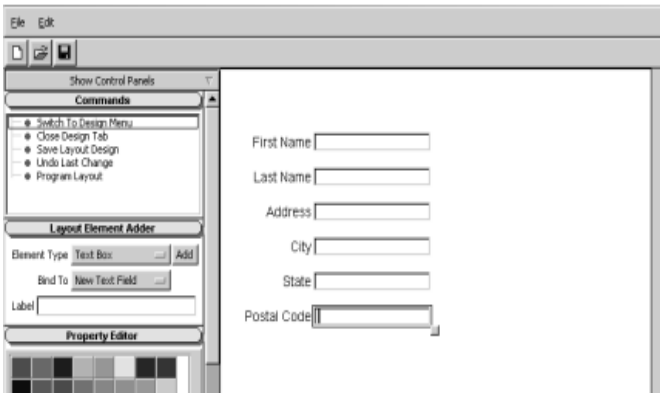 File Edit
Show Control Panels
Commands
Switch To Design Menu
Close Design Tab
Save Layout Design
Undo Last Change
Program Layout
Layout Element Adder
Element Type Text Box Add
Bind To New Text Field
Label
Property Editor
First Name
Last Name
Address
City
State
Postal Code